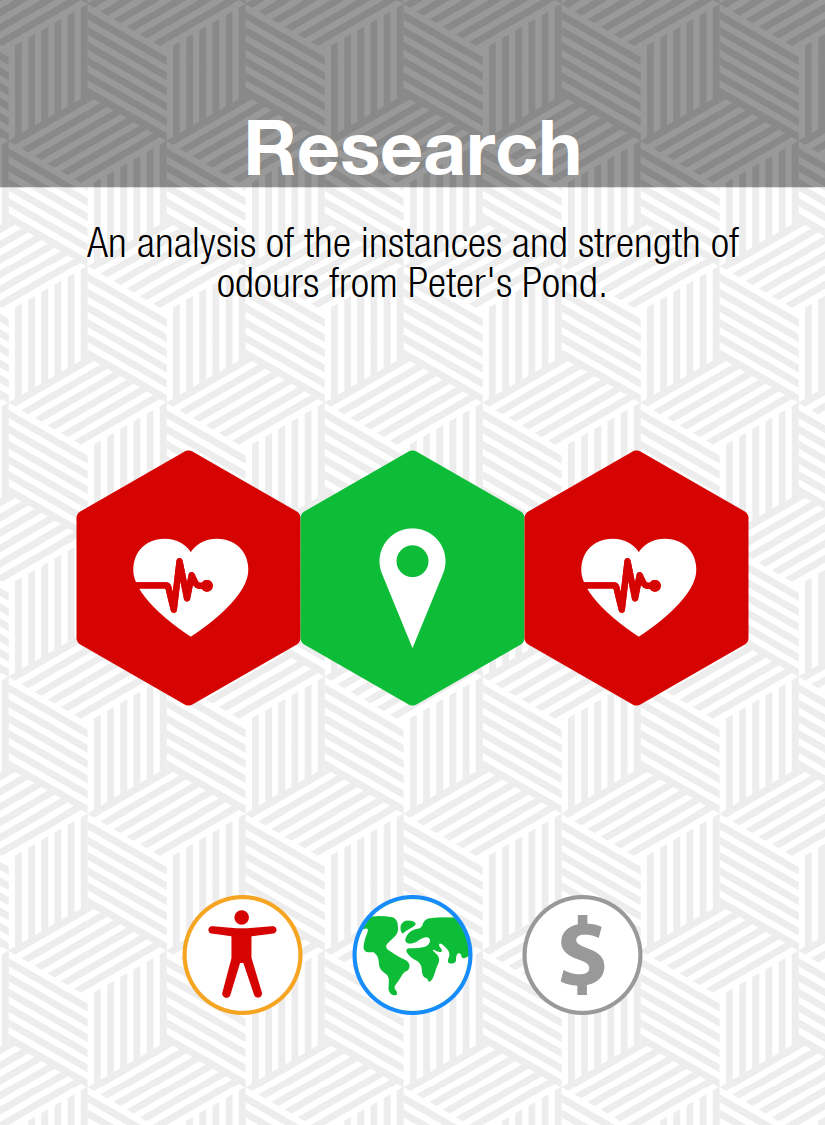 Research
An analysis of the instances and strength of
odours from Peter's Pond.
$